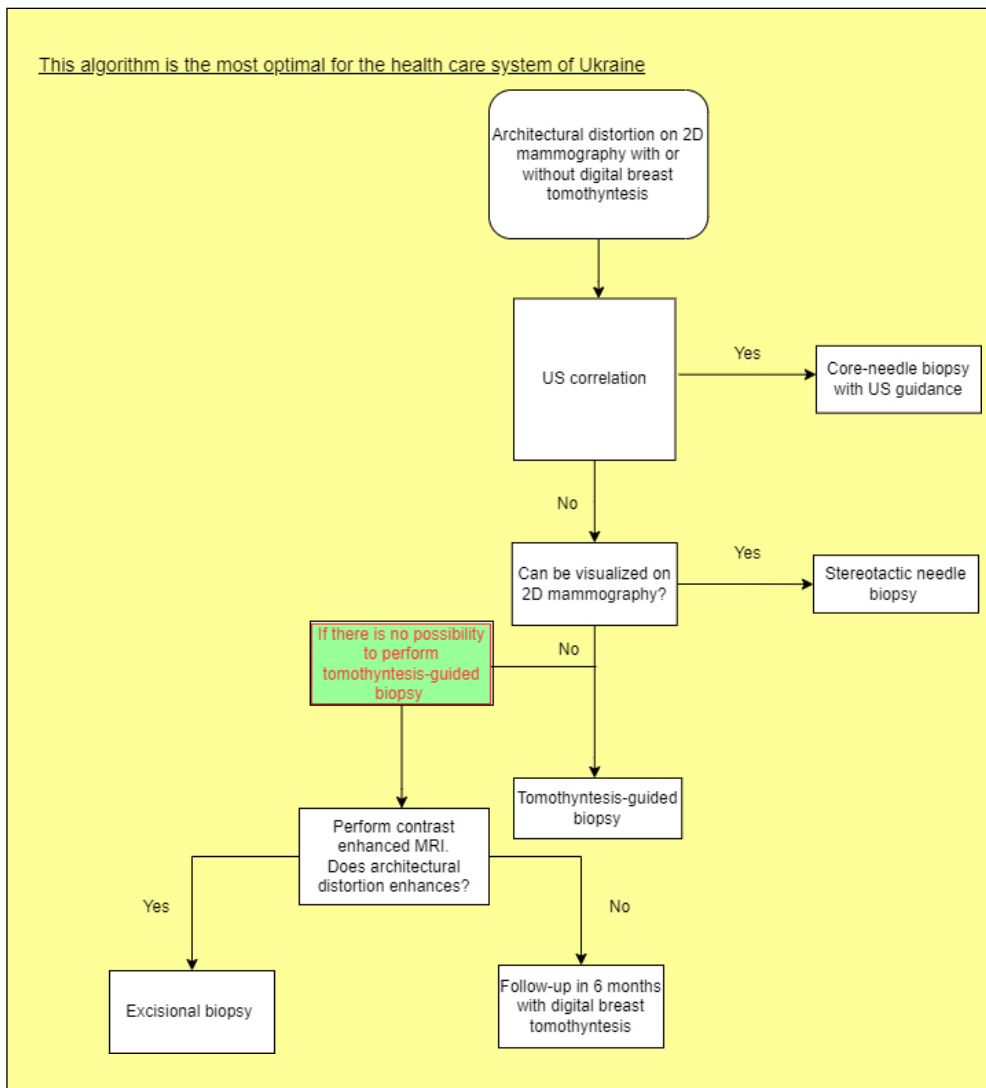 This algorithm is the most optimal for the health care system of Ukraine
Architectural distortion on 2D
mammography with or
without digital breast
tomothyntesis
US correlation
Yes
Core-needle biopsy
with US guidance
No
Can be visualized on
2D mammography?
Yes
Stereotactic needle
biopsy
No
If there is no possibility
to perform
tomothyntesis-guided
biopsy
Tomothyntesis-guided
biopsy
Perform contrast
enhanced MRI.
Does architectural
distortion enhances?
Yes
No
Excisional biopsy
Follow-up in 6 months
with digital breast
tomothyntesis